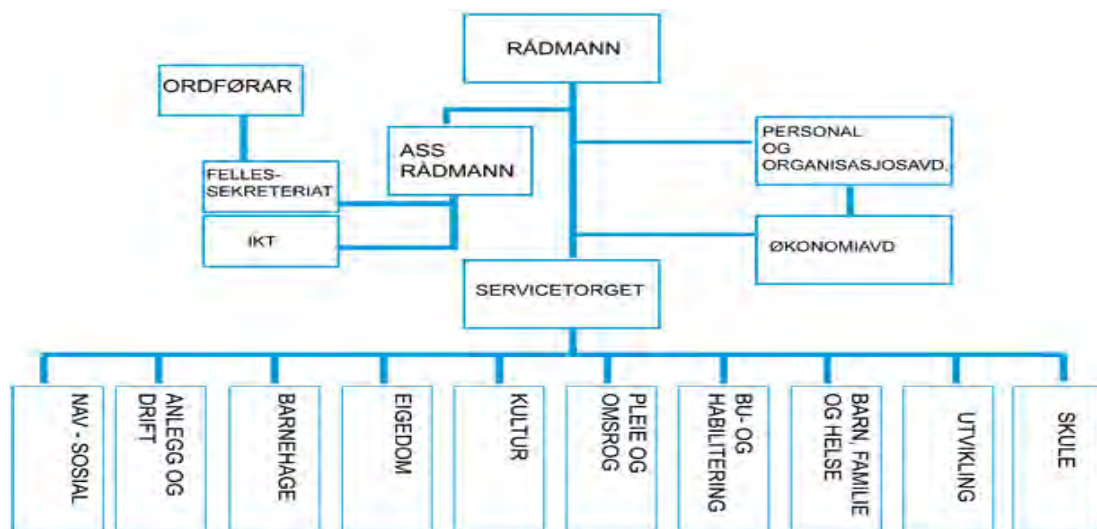 RÅDMANN
ORDFØRAR
ASS
RÅDMANN
PERSONAL
OG
ORGANISASJOSAVD.
FELLES-
SEKRETERIAT
IKT
ØKONOMIAVD
SERVICETORGET
NAV - SOSIAL
ANLEGG OG
DRIFT
BARNEHAGE
EIGEDOM
KULTUR
PLEIE OG
OMSROG
BU- OG
HABILITERING
BARN, FAMILIE
OG HELSE
UTVIKLING
SKULE